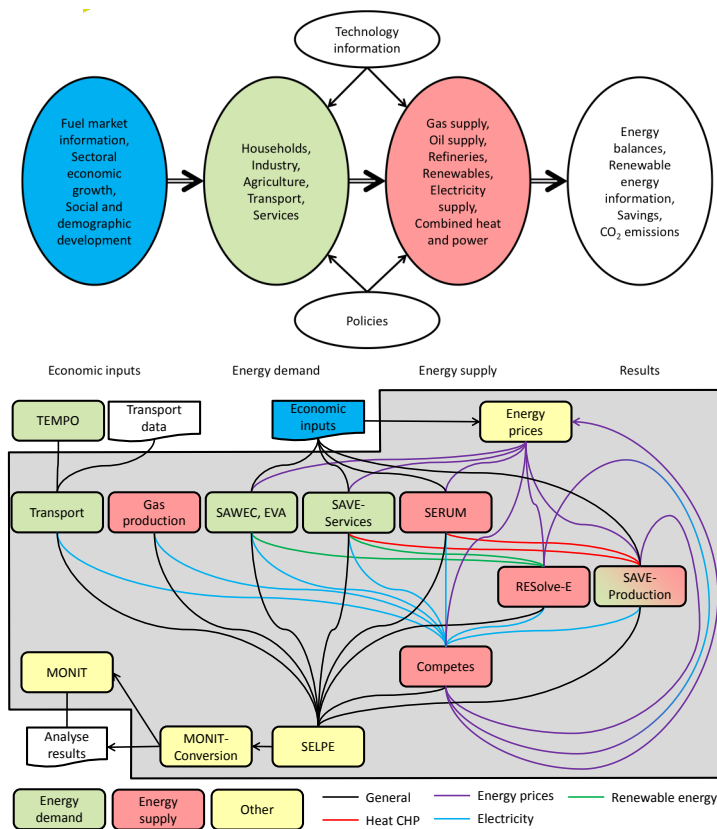 Technology
information
Fuel market
information,
Sectoral
economic
growth,
Social and
demographic
development
Households,
Industry,
Agriculture,
Transport,
Services
Gas supply,
Oil supply,
Refineries,
Renewables,
Electricity
supply,
Combined heat
and power
Energy
balances,
Renewable
energy
information,
Savings,
CO₂ emissions
Policies
Economic inputs
Energy demand
Energy supply
Results
TEMPO
Transport
data
Economic
inputs
Energy
prices
Transport
Gas
production
SAWEC, EVA
SAVE-
Services
SERUM
RESolve-E
SAVE-
Production
Competes
MONIT
Analyse
results
MONIT-
Conversion
SELPE
Energy
demand
Energy
supply
Other
General
Energy prices
Renewable energy
Heat CHP
Electricity